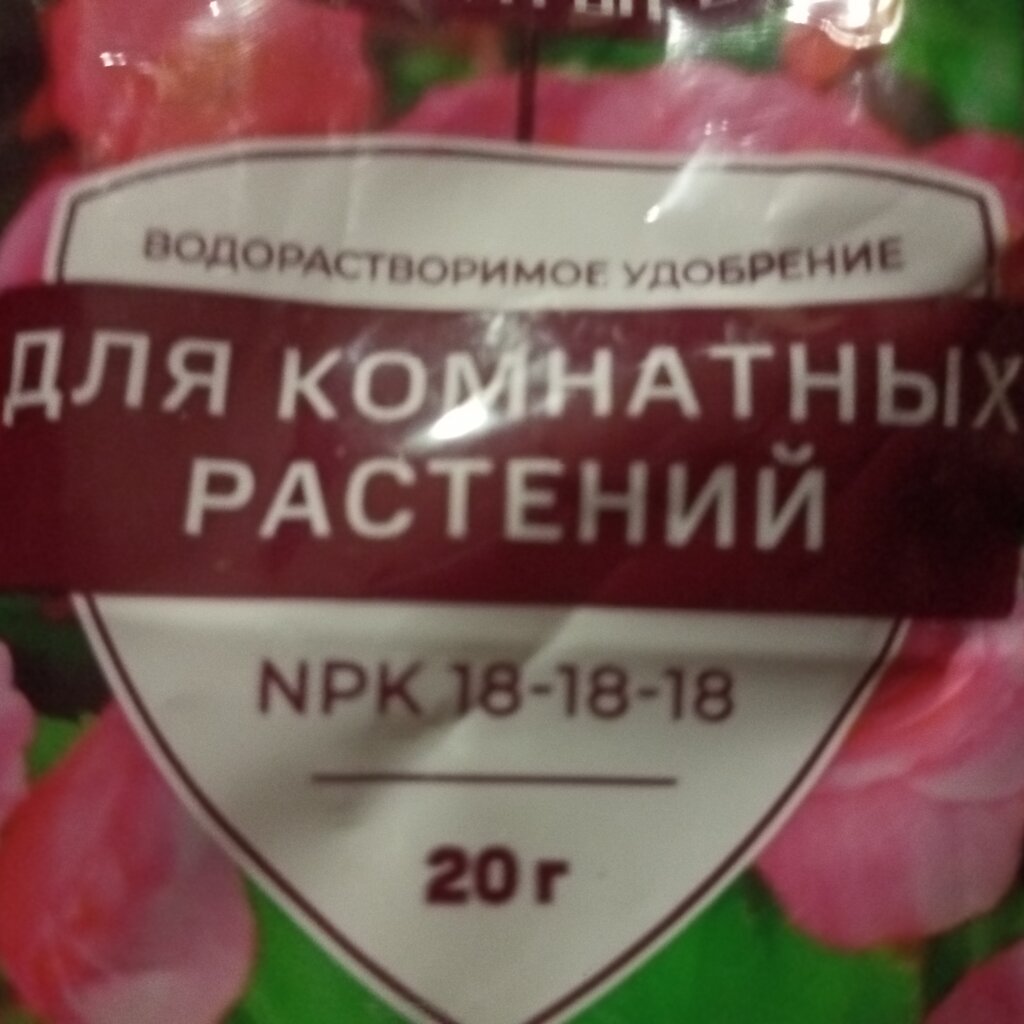 ВОДОРАСТВОРИМОЕ УДОБРЕНИЕ
ДЛЯ КОМНАТНЫХ
РАСТЕНИЙ
NPK 18-18-18
20 г